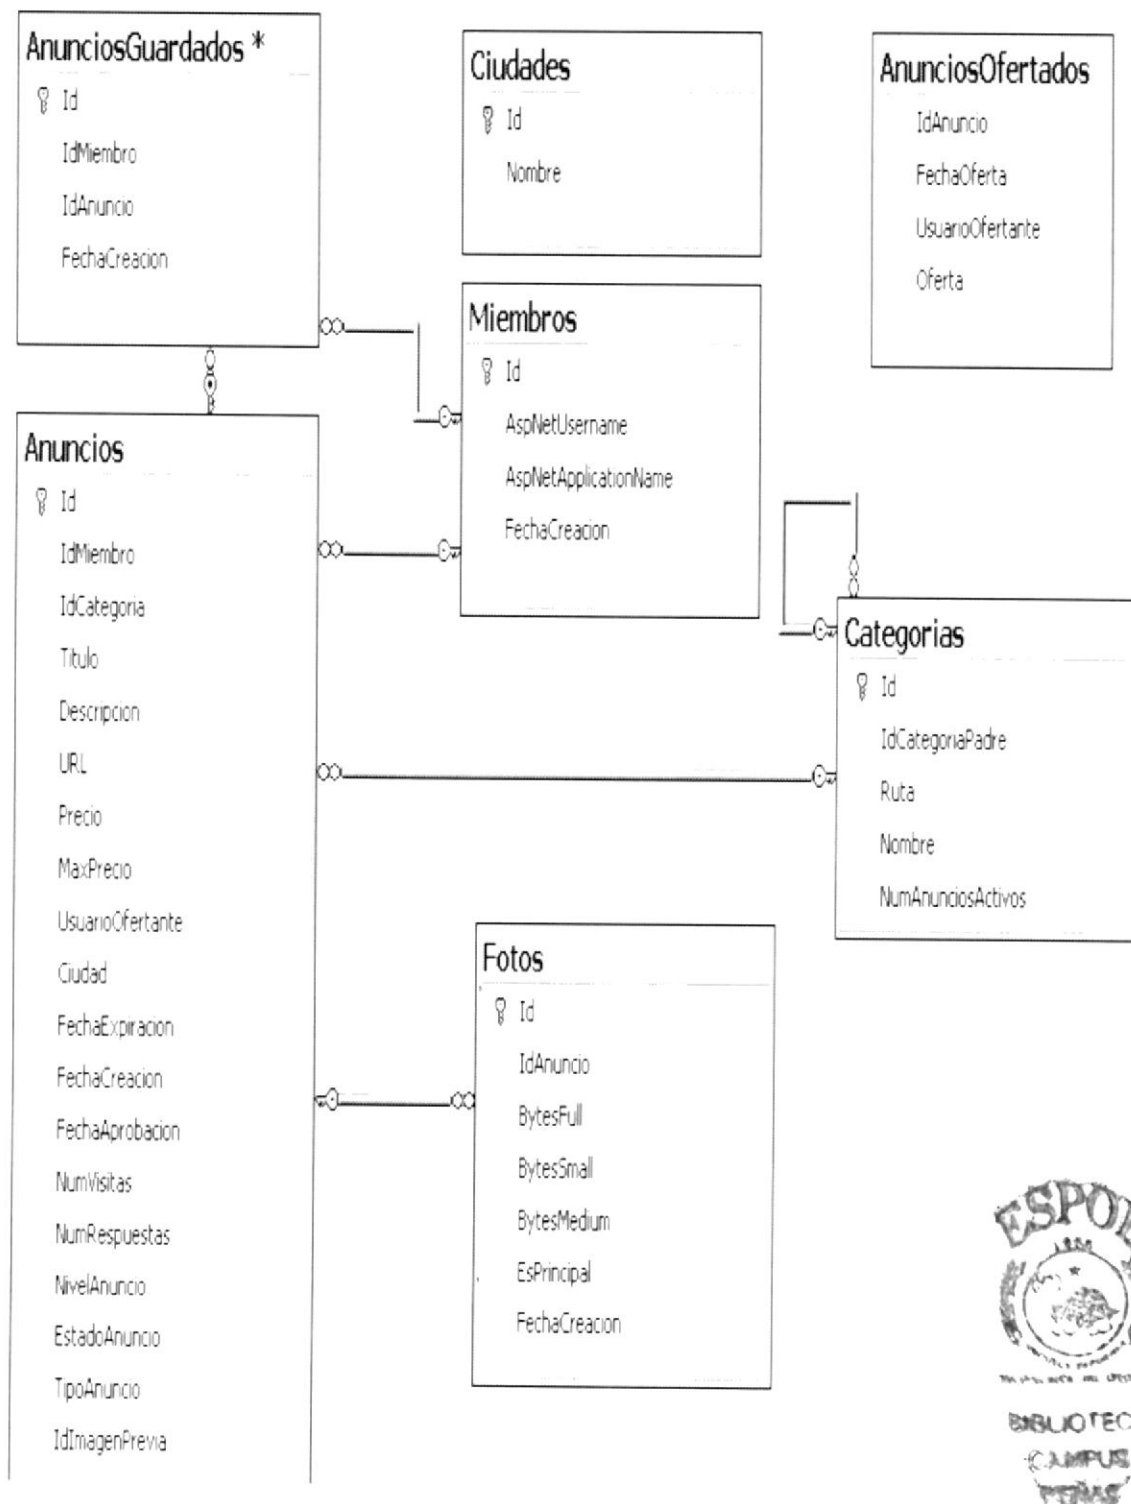 AnunciosGuardados *
Id
IdMiembro
IdAnuncio
FechaCreacion
Ciudades
Id
Nombre
AnunciosOfertados
IdAnuncio
FechaOferta
UsuarioOfertante
Oferta
Miembros
Id
AspNetUsername
AspNetApplicationName
FechaCreacion
Anuncios
Id
IdMiembro
IdCategoria
Titulo
Descripcion
URL
Precio
MaxPrecio
UsuarioOfertante
Ciudad
FechaExpiracion
FechaCreacion
FechaAprobacion
NumVisitas
NumRespuestas
NivelAnuncio
EstadoAnuncio
TipoAnuncio
IdImagenPrevia
Categorias
Id
IdCategoriaPadre
Ruta
Nombre
NumAnunciosActivos
Fotos
Id
IdAnuncio
BytesFull
BytesSmall
BytesMedium
EsPrincipal
FechaCreacion
ESPOL
BIBLIOTEC
CAMPUS
PEÑAS